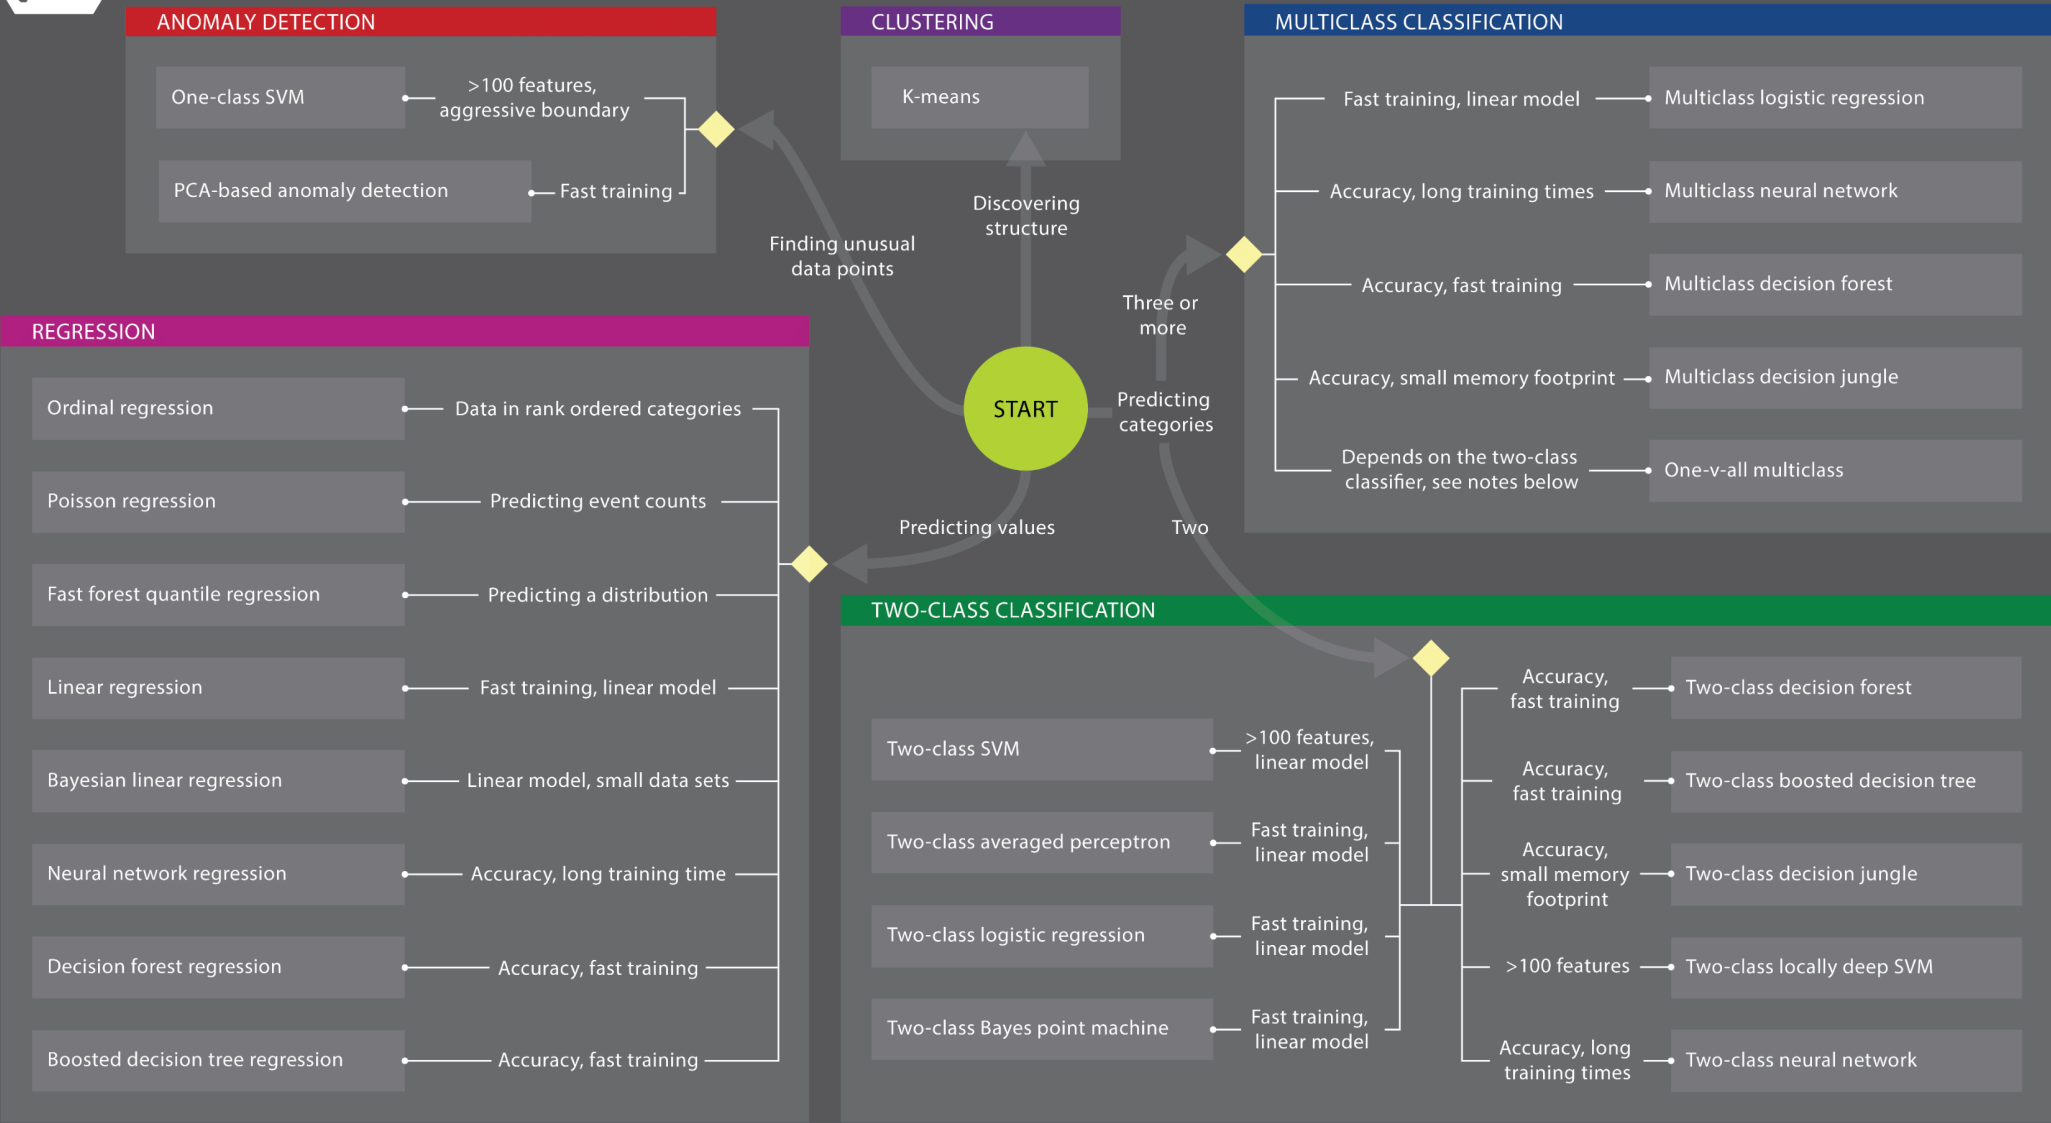 ANOMALY DETECTION
One-class SVM
>100 features,
aggressive boundary
PCA-based anomaly detection
Fast training
CLUSTERING
K-means
MULTICLASS CLASSIFICATION
Fast training, linear model
Multiclass logistic regression
Accuracy, long training times
Multiclass neural network
Accuracy, fast training
Multiclass decision forest
Accuracy, small memory footprint
Multiclass decision jungle
Depends on the two-class
classifier, see notes below
One-v-all multiclass
Finding unusual
data points
Discovering
structure
Three or
more
START
Predicting
categories
Predicting values
Two
REGRESSION
Ordinal regression
Data in rank ordered categories
Poisson regression
Predicting event counts
Fast forest quantile regression
Predicting a distribution
Linear regression
Fast training, linear model
Bayesian linear regression
Linear model, small data sets
Neural network regression
Accuracy, long training time
Decision forest regression
Accuracy, fast training
Boosted decision tree regression
Accuracy, fast training
TWO-CLASS CLASSIFICATION
Two-class SVM
>100 features,
linear model
Two-class averaged perceptron
Fast training,
linear model
Two-class logistic regression
Fast training,
linear model
Two-class Bayes point machine
Fast training,
linear model
Accuracy,
fast training
Two-class decision forest
Accuracy,
fast training
Two-class boosted decision tree
Accuracy,
small memory
footprint
Two-class decision jungle
>100 features
Two-class locally deep SVM
Accuracy, long
training times
Two-class neural network